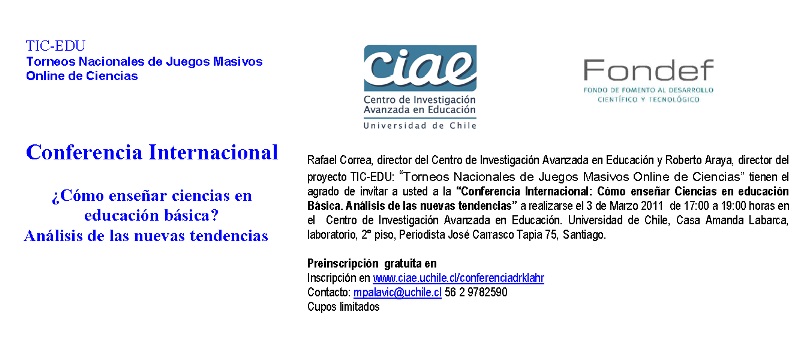 TIC-EDU
Torneos Nacionales de Juegos Masivos
Online de Ciencias
Conferencia Internacional
¿Cómo enseñar ciencias en
educación básica?
Análisis de las nuevas tendencias
ciae
Centro de Investigación
Avanzada en Educación
Universidad de Chile
Fondef
FONDO DE FOMENTO AL DESARROLLO
CIENTÍFICO Y TECNOLÓGICO
Rafael Correa, director del Centro de Investigación Avanzada en Educación y Roberto Araya, director del
proyecto TIC-EDU: "Torneos Nacionales de Juegos Masivos Online de Ciencias" tienen el
agrado de invitar a usted a la "Conferencia Internacional: Cómo enseñar Ciencias en educación
Básica. Análisis de las nuevas tendencias" a realizarse el 3 de Marzo 2011 de 17:00 a 19:00 horas en
el Centro de Investigación Avanzada en Educación. Universidad de Chile, Casa Amanda Labarca,
laboratorio, 2° piso, Periodista José Carrasco Tapia 75, Santiago.
Preinscripción gratuita en
Inscripción en www.ciae.uchile.cl/conferenciadrklahr
Contacto: mpalavic@uchile.cl 56 2 9782590
Cupos limitados